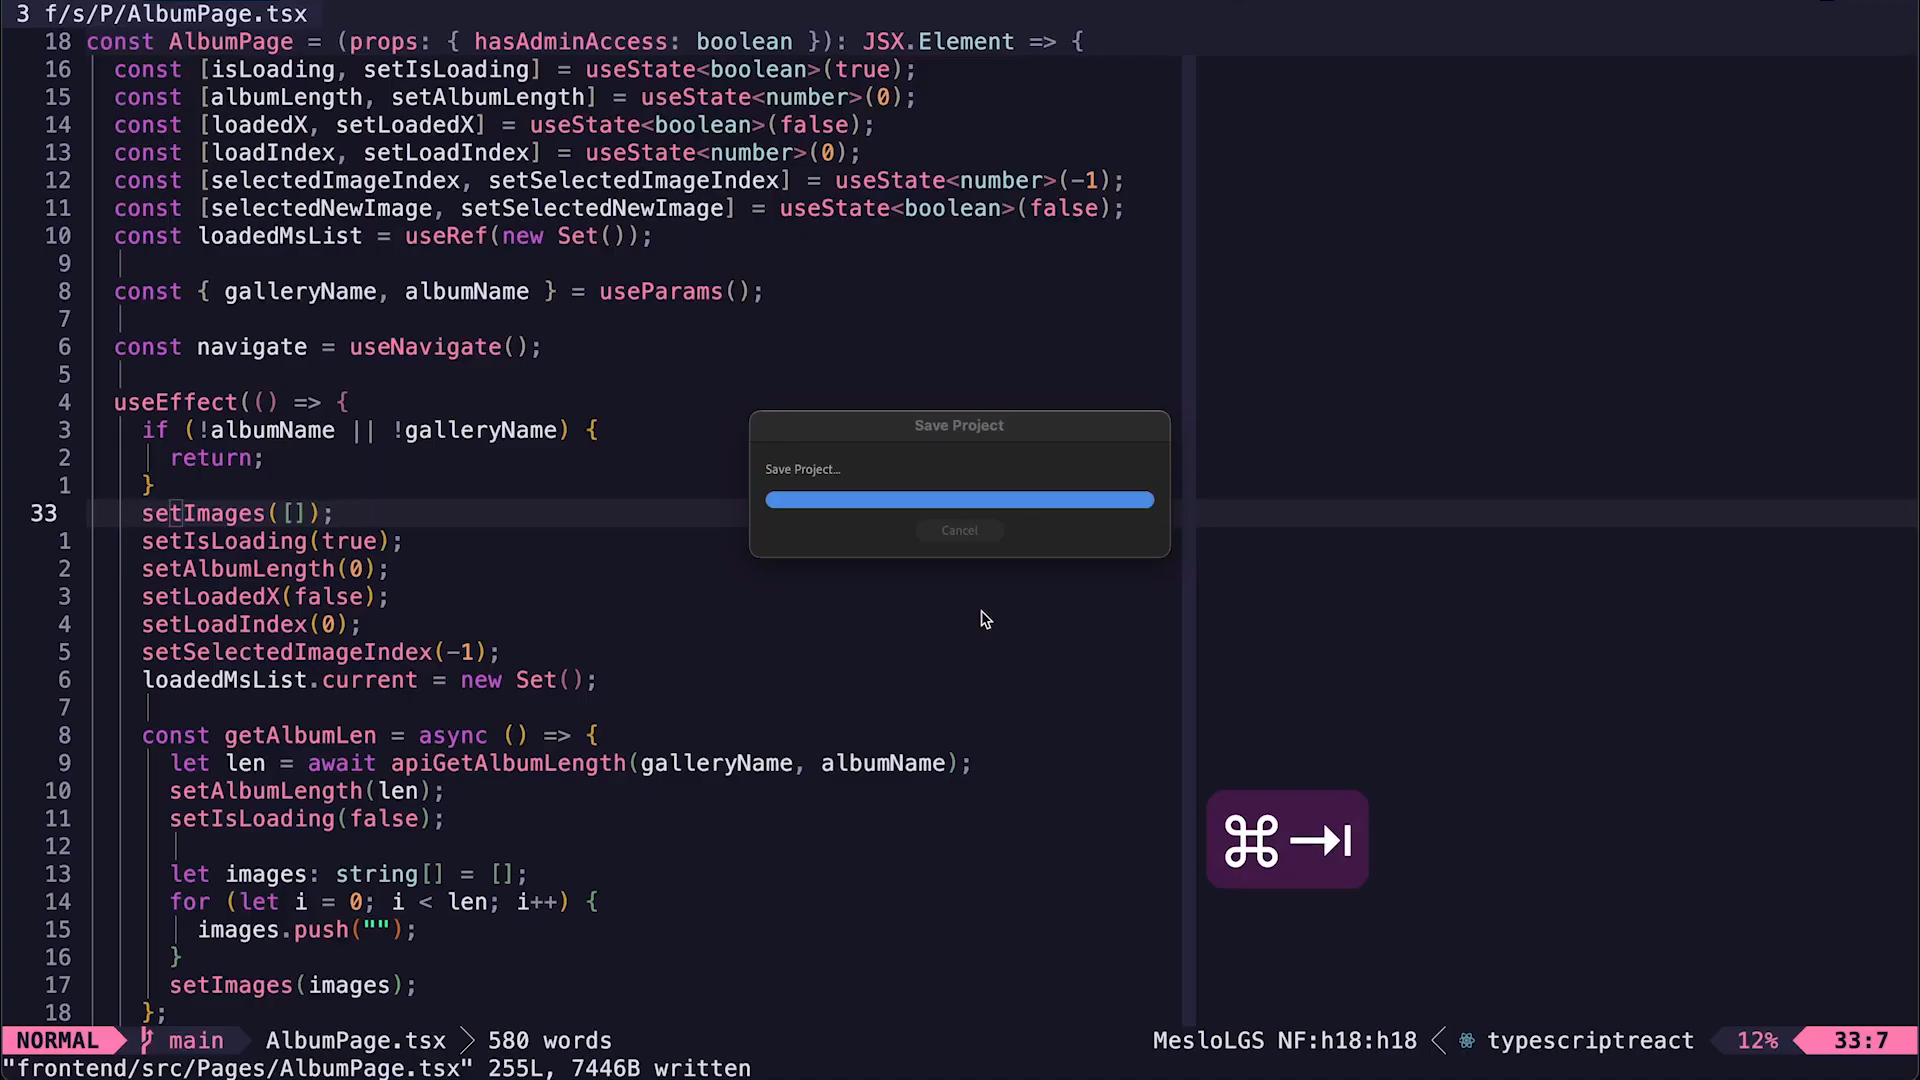 3 f/s/P/AlbumPage.tsx
18 const AlbumPage = (props: { hasAdminAccess: boolean }): JSX.Element => {
16 const [isLoading, setIsLoading] = useState<boolean>(true);
15 const [albumLength, setAlbumLength] = useState<number>(0);
14 const [loadedX, setLoadedX] = useState<boolean>(false);
13 const [loadIndex, setLoadIndex] = useState<number>(0);
12 const [selectedImageIndex, setSelectedImageIndex] = useState<number>(-1);
11 const [selectedNewImage, setSelectedNewImage] = useState<boolean>(false);
10 const loadedMsList = useRef(new Set());
9
8 const { galleryName, albumName } = useParams();
7
6 const navigate = useNavigate();
5
4 useEffect(() => {
3 if (!albumName || !galleryName) {
2 return;
1 }
33 setImages([]);
1 setIsLoading(true);
2 setAlbumLength(0);
3 setLoadedX(false);
4 setLoadIndex(0);
5 setSelectedImageIndex(-1);
6 loadedMsList.current = new Set();
7
8 const getAlbumLen = async () => {
9 let len = await apiGetAlbumLength(galleryName, albumName);
10 setAlbumLength(len);
11 setIsLoading(false);
12
13 let images: string[] = [];
14 for (let i = 0; i < len; i++) {
15 images.push("");
16 }
17 setImages(images);
18 };
Save Project
Save Project...
Cancel
⌘⇥
NORMAL main AlbumPage.tsx 580 words MesloLGS NF:h18:h18 typescriptreact 12% 33:7
"frontend/src/Pages/AlbumPage.tsx" 255L, 7446B written